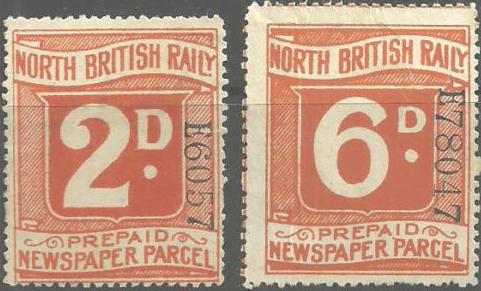 NORTH BRITISH RAILY
2D.
E6057
PREPAID
NEWSPAPER PARCEL
NORTH BRITISH RAILY
6D.
E78047
PREPAID
NEWSPAPER PARCEL